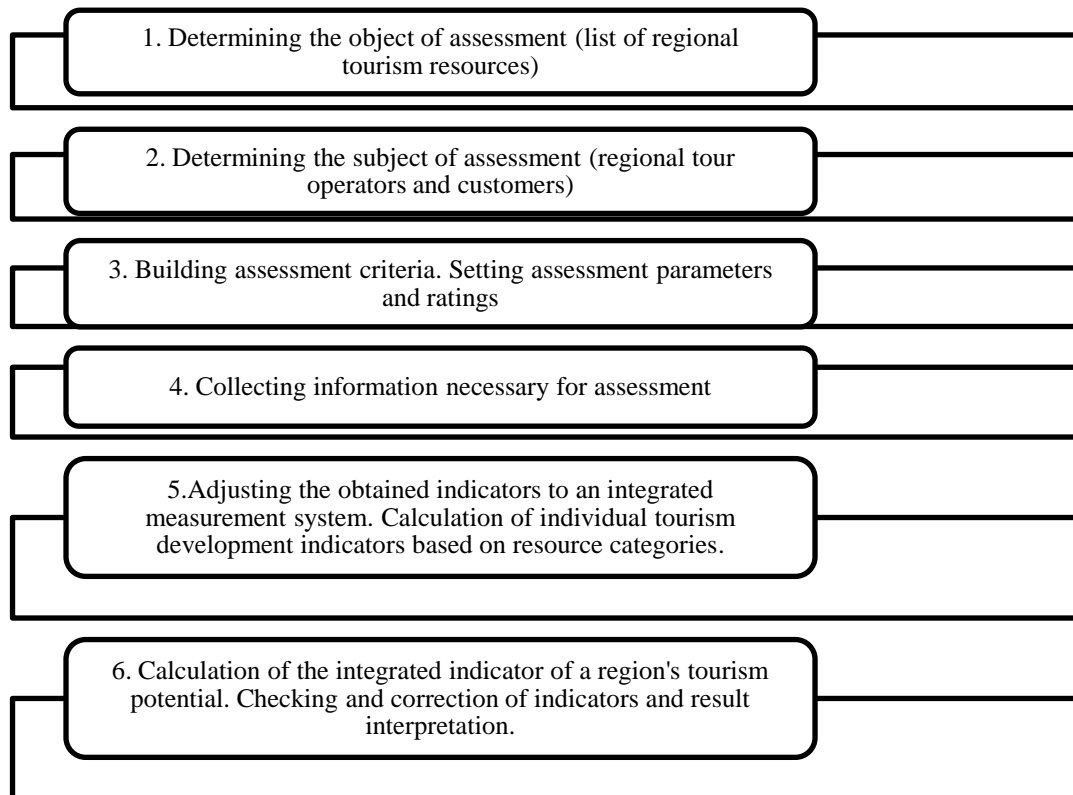 1. Determining the object of assessment (list of regional
tourism resources)
2. Determining the subject of assessment (regional tour
operators and customers)
3. Building assessment criteria. Setting assessment parameters
and ratings
4. Collecting information necessary for assessment
5.Adjusting the obtained indicators to an integrated
measurement system. Calculation of individual tourism
development indicators based on resource categories.
6. Calculation of the integrated indicator of a region's tourism
potential. Checking and correction of indicators and result
interpretation.